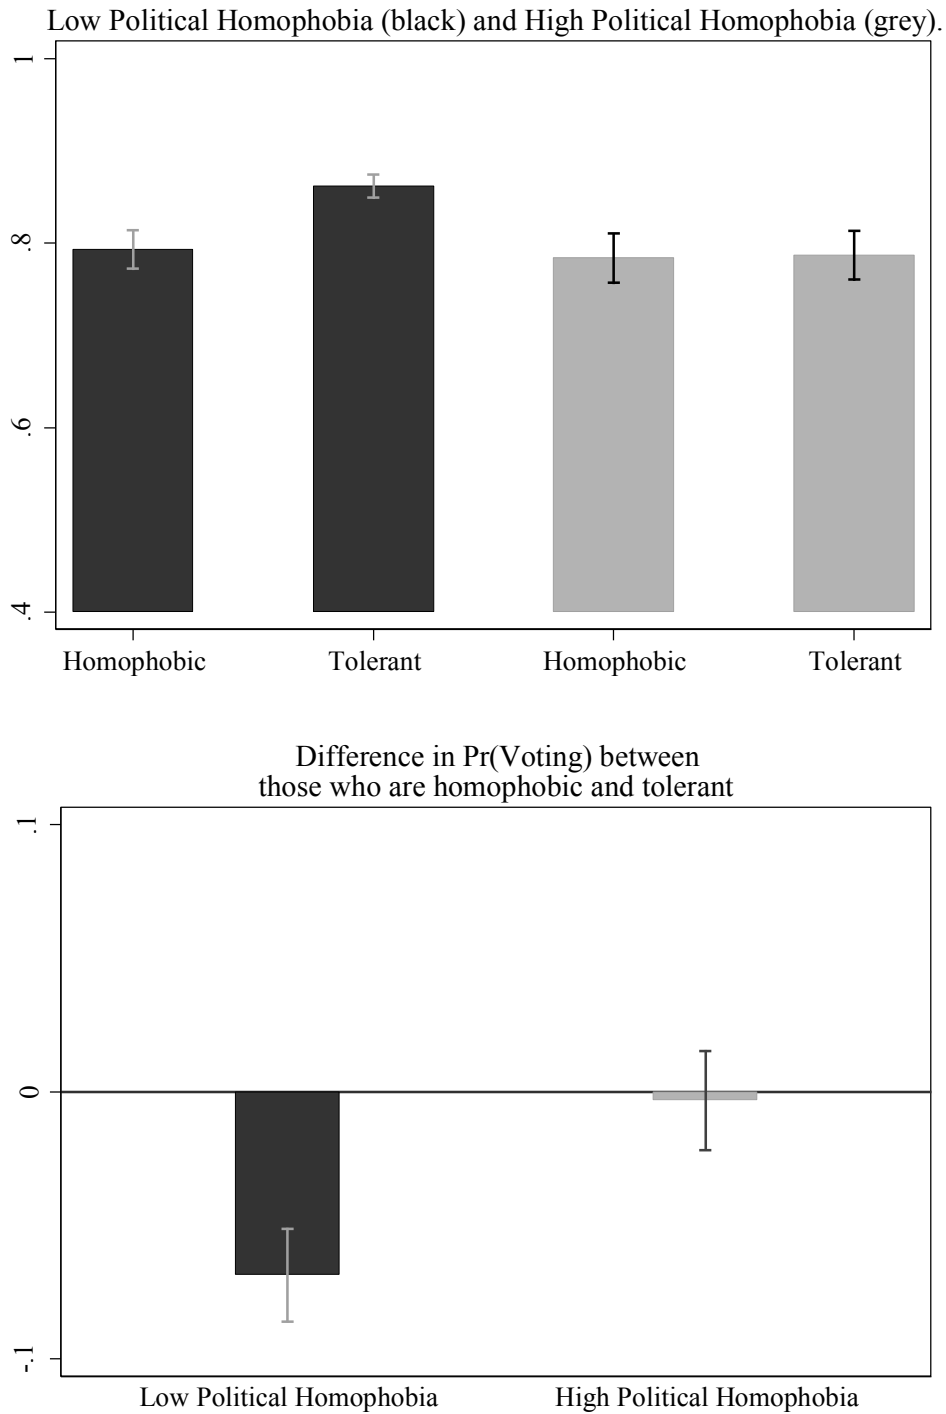 Low Political Homophobia (black) and High Political Homophobia (grey).
1
.8
.6
.4
Homophobic Tolerant Homophobic Tolerant
Difference in Pr(Voting) between
those who are homophobic and tolerant
.1
0
-.1
Low Political Homophobia High Political Homophobia